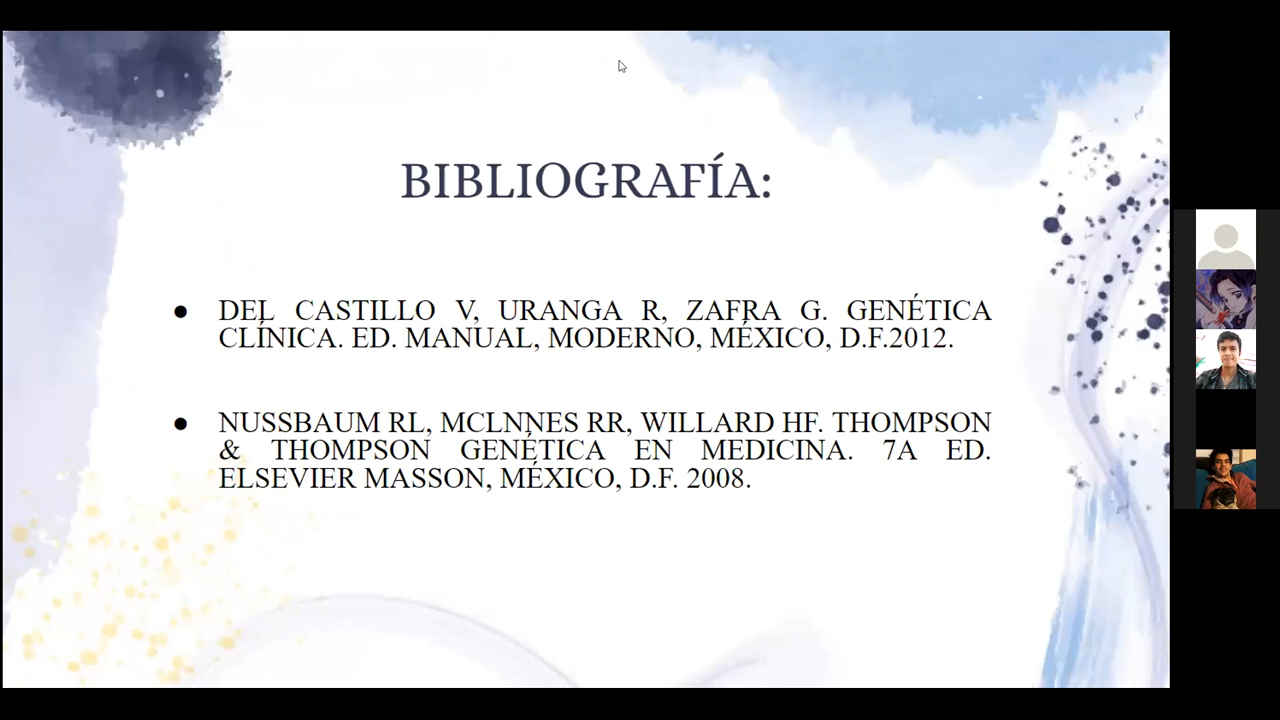 BIBLIOGRAFÍA:
● DEL CASTILLO V, URANGA R, ZAFRA G. GENÉTICA
CLÍNICA. ED. MANUAL, MODERNO, MÉXICO, D.F.2012.
● NUSSBAUM RL, MCLNNES RR, WILLARD HF. THOMPSON
& THOMPSON GENÉTICA EN MEDICINA. 7A ED.
ELSEVIER MASSON, MÉXICO, D.F. 2008.